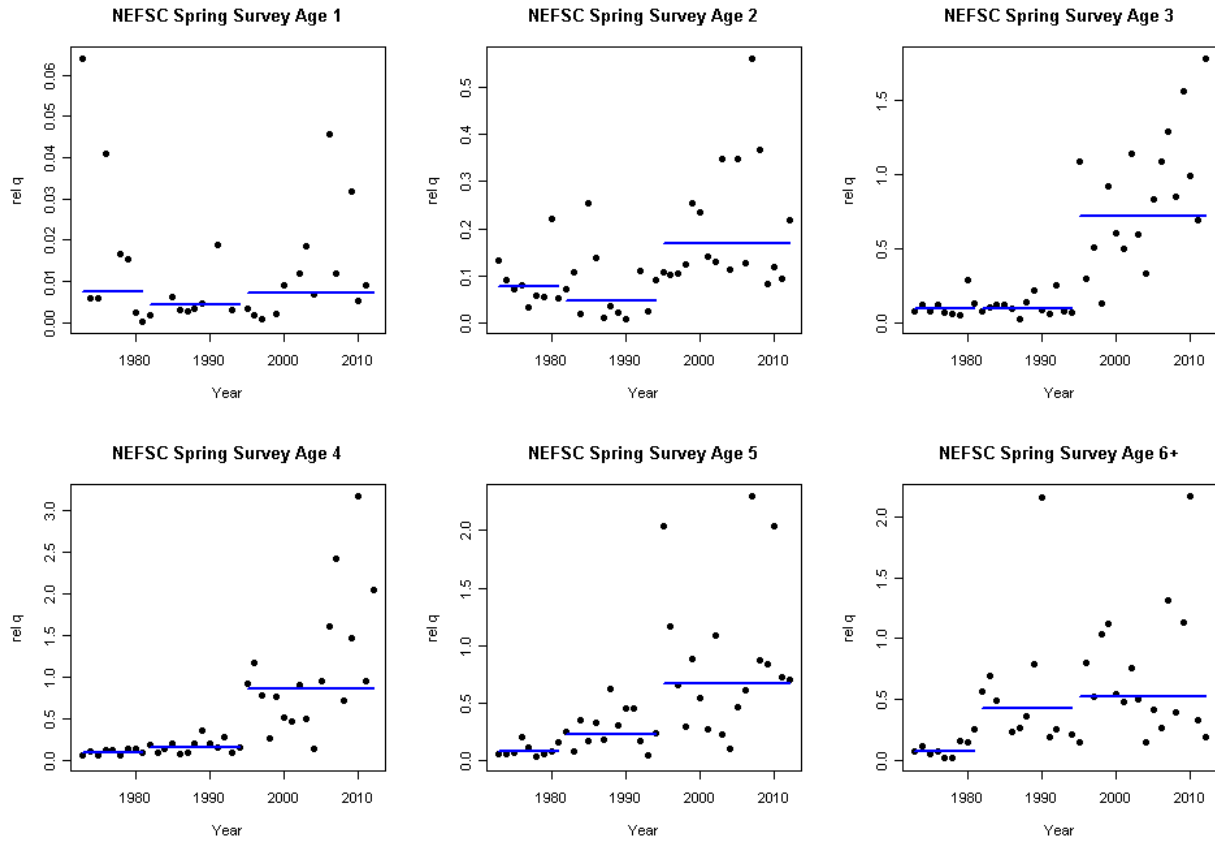 NEFSC Spring Survey Age 1
NEFSC Spring Survey Age 2
NEFSC Spring Survey Age 3
rel q
0.00 0.01 0.02 0.03 0.04 0.05 0.06
1980 1990 2000 2010
Year
rel q
0.0 0.1 0.2 0.3 0.4 0.5
1980 1990 2000 2010
Year
rel q
0.0 0.5 1.0 1.5
1980 1990 2000 2010
Year
NEFSC Spring Survey Age 4
NEFSC Spring Survey Age 5
NEFSC Spring Survey Age 6+
rel q
0.0 0.5 1.0 1.5 2.0 2.5 3.0
1980 1990 2000 2010
Year
rel q
0.0 0.5 1.0 1.5 2.0
1980 1990 2000 2010
Year
rel q
0.0 0.5 1.0 1.5 2.0
1980 1990 2000 2010
Year